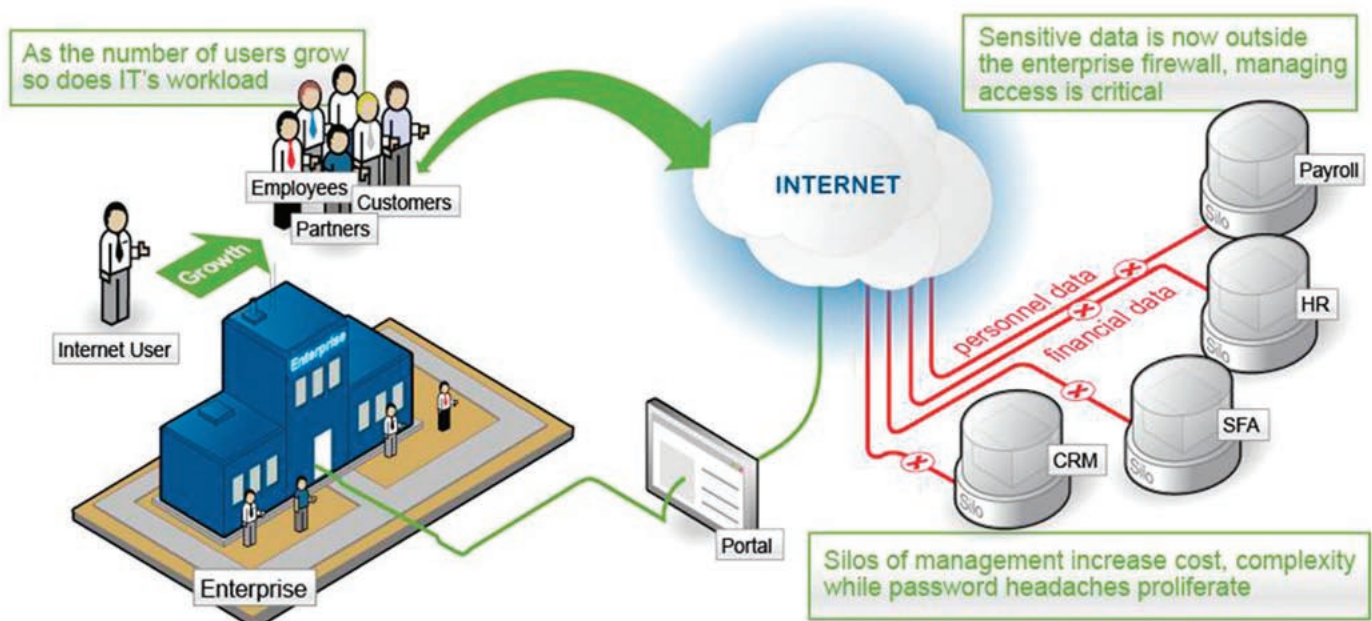 As the number of users grow
so does IT's workload
Sensitive data is now outside
the enterprise firewall, managing
access is critical
Employees
Customers
Partners
Growth
Internet User
INTERNET
Payroll
Silo
personnel data
HR
Silo
financial data
Enterprise
SFA
Silo
CRM
Silo
Portal
Enterprise
Silos of management increase cost, complexity
while password headaches proliferate